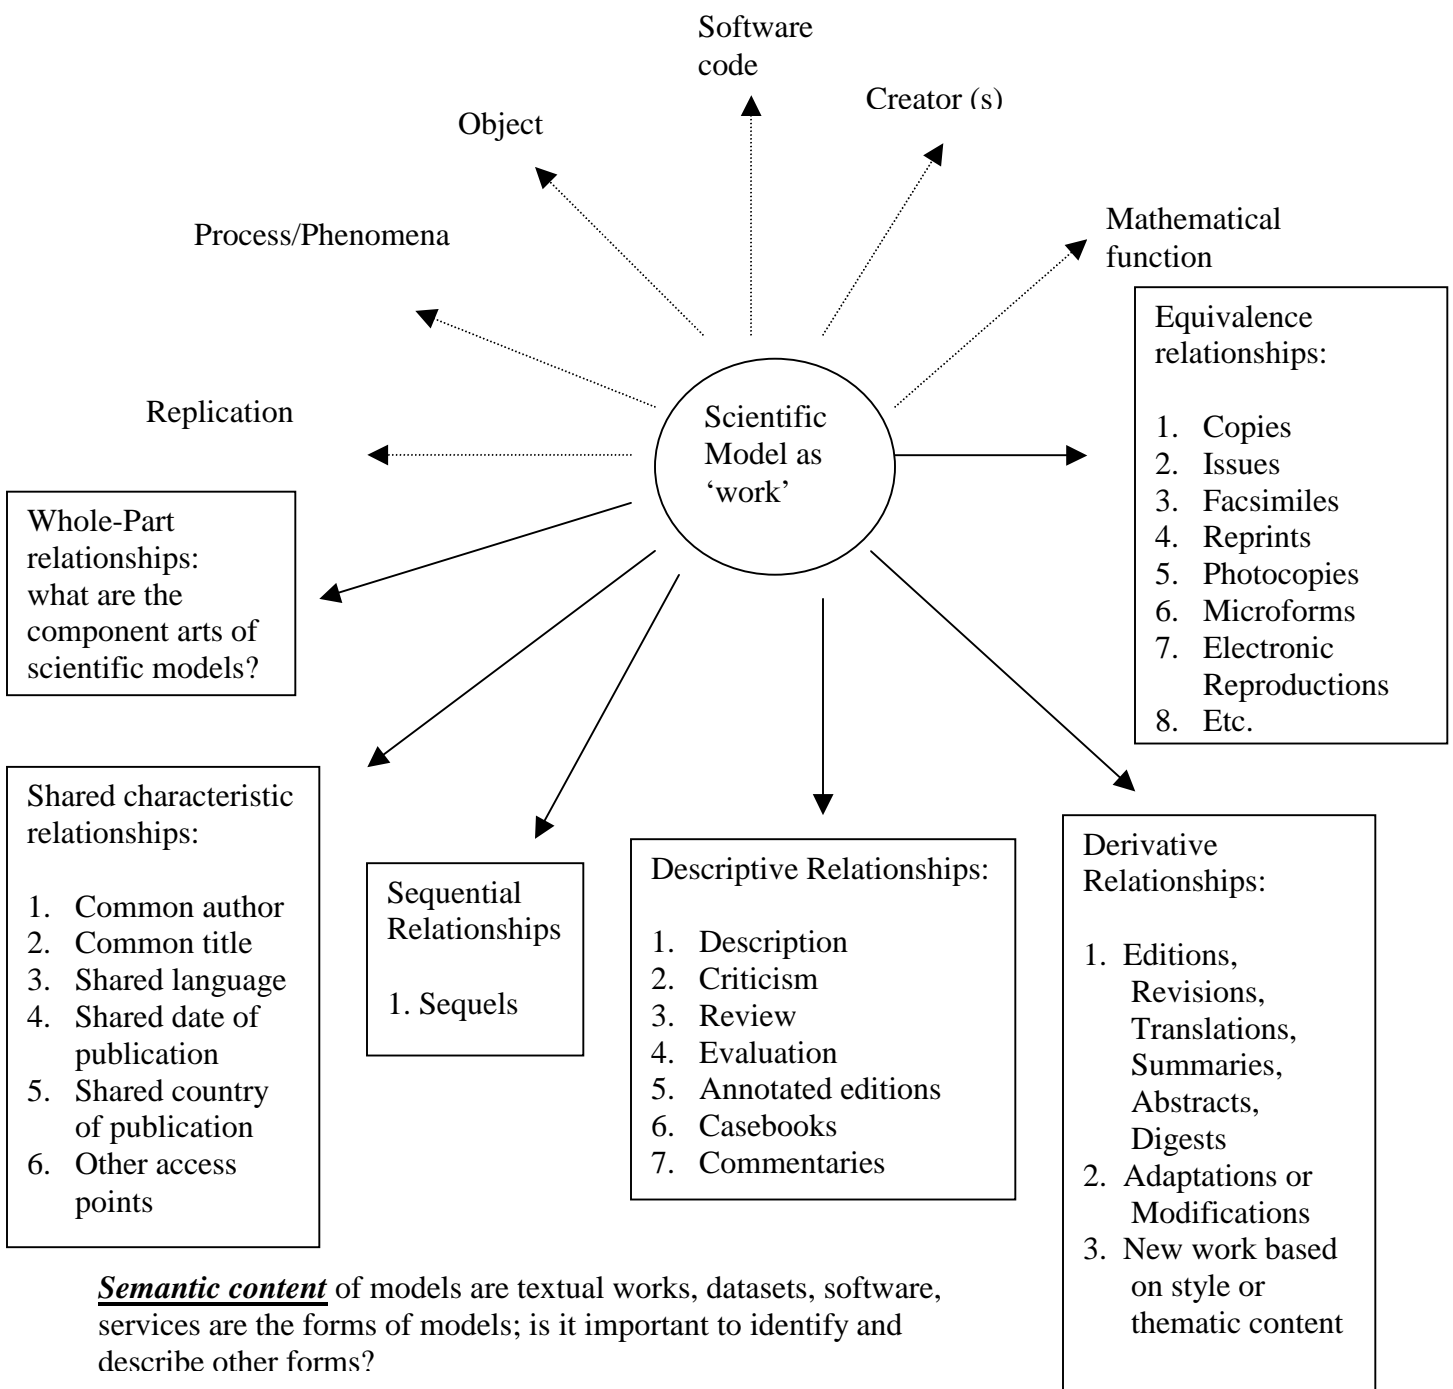 Software
code
Creator (s)
Object
Mathematical
function
Process/Phenomena
Replication
Scientific
Model as
‘work’
Equivalence
relationships:
1. Copies
2. Issues
3. Facsimiles
4. Reprints
5. Photocopies
6. Microforms
7. Electronic
Reproductions
8. Etc.
Whole-Part
relationships:
what are the
component arts of
scientific models?
Shared characteristic
relationships:
1. Common author
2. Common title
3. Shared language
4. Shared date of
publication
5. Shared country
of publication
6. Other access
points
Sequential
Relationships
1. Sequels
Descriptive Relationships:
1. Description
2. Criticism
3. Review
4. Evaluation
5. Annotated editions
6. Casebooks
7. Commentaries
Derivative
Relationships:
1. Editions,
Revisions,
Translations,
Summaries,
Abstracts,
Digests
2. Adaptations or
Modifications
3. New work based
on style or
thematic content
Semantic content of models are textual works, datasets, software,
services are the forms of models; is it important to identify and
describe other forms?